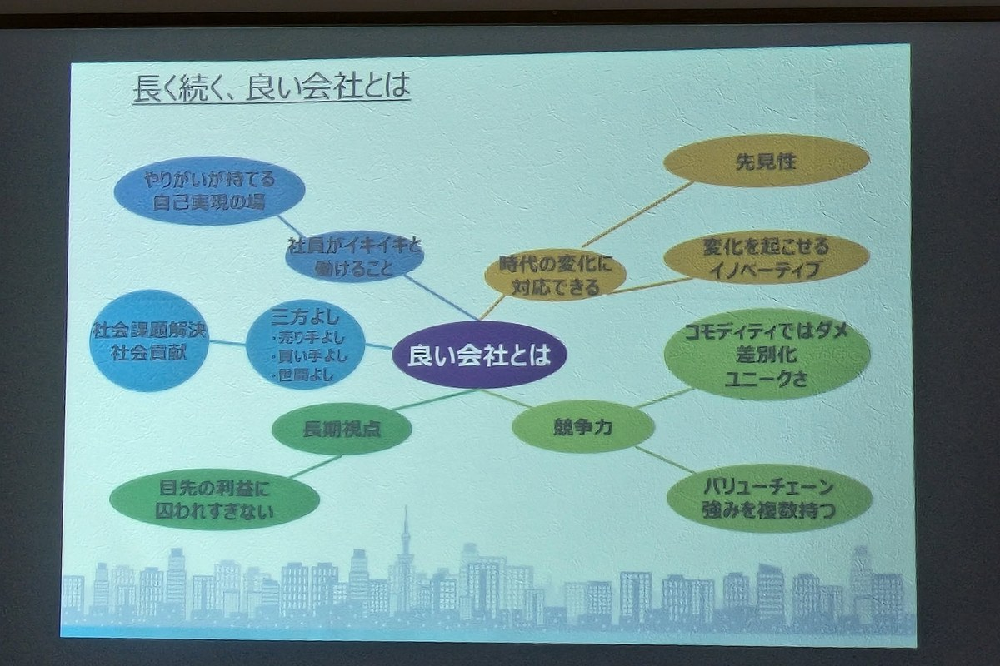 長く続く、良い会社とは
やりがいが持てる
自己実現の場
社員がイキイキと
働けること
社会課題解決
社会貢献
三方よし
・売り手よし
・買い手よし
・世間よし
長期視点
目先の利益に
囚われすぎない
良い会社とは
時代の変化に
対応できる
先見性
変化を起こせる
イノベーティブ
競争力
コモディティではダメ
差別化
ユニークさ
バリューチェーン
強みを複数持つ